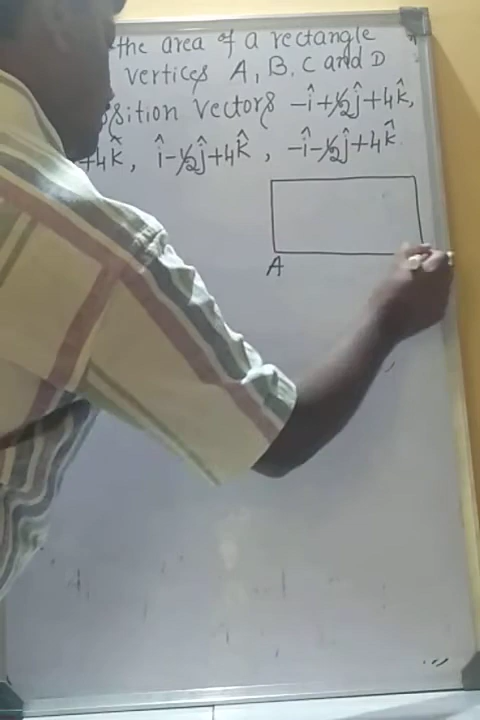 the area of a rectangle
vertices A, B, C and D
sition vectors -î+½ĵ+4k̂,
+4k̂, î-½ĵ+4k̂, -î-½ĵ+4k̂.
A